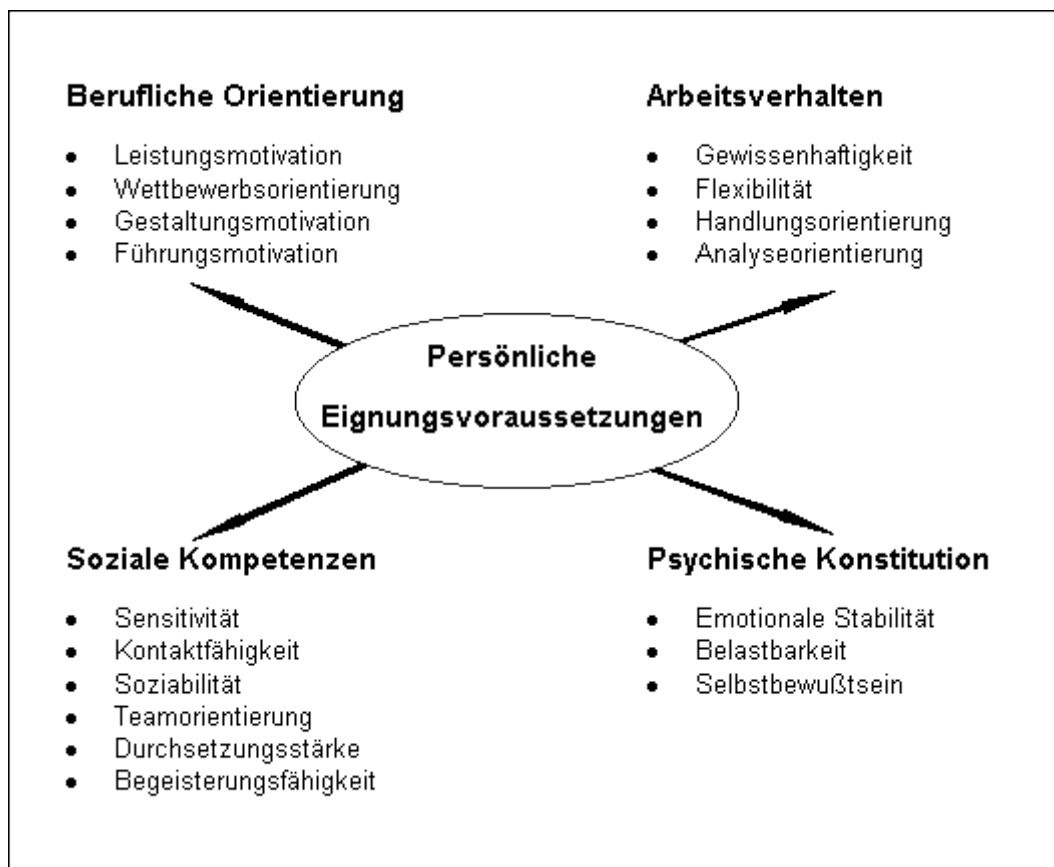 Berufliche Orientierung
● Leistungsmotivation
● Wettbewerbsorientierung
● Gestaltungsmotivation
● Führungsmotivation
Arbeitsverhalten
● Gewissenhaftigkeit
● Flexibilität
● Handlungsorientierung
● Analyseorientierung
Persönliche
Eignungsvoraussetzungen
Soziale Kompetenzen
● Sensitivität
● Kontaktfähigkeit
● Soziabilität
● Teamorientierung
● Durchsetzungsstärke
● Begeisterungsfähigkeit
Psychische Konstitution
● Emotionale Stabilität
● Belastbarkeit
● Selbstbewußtsein